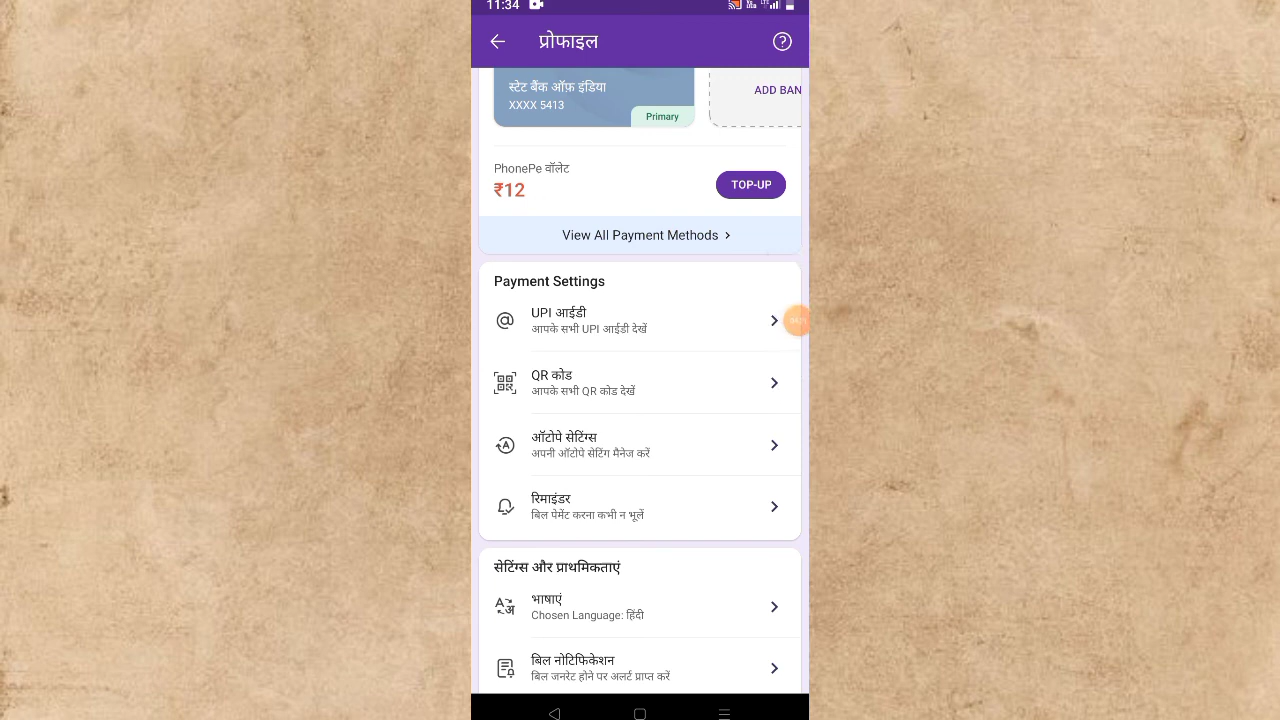 11:34
प्रोफाइल
स्टेट बैंक ऑफ़ इंडिया
XXXX 5413
Primary
ADD BAN
PhonePe वॉलेट
₹12
TOP-UP
View All Payment Methods
Payment Settings
UPI आईडी
आपके सभी UPI आईडी देखें
QR कोड
आपके सभी QR कोड देखें
ऑटोपे सेटिंग्स
अपनी ऑटोपे सेटिंग मैनेज करें
रिमाइंडर
बिल पेमेंट करना कभी न भूलें
सेटिंग्स और प्राथमिकताएं
भाषाएं
Chosen Language: हिंदी
बिल नोटिफिकेशन
बिल जनरेट होने पर अलर्ट प्राप्त करें